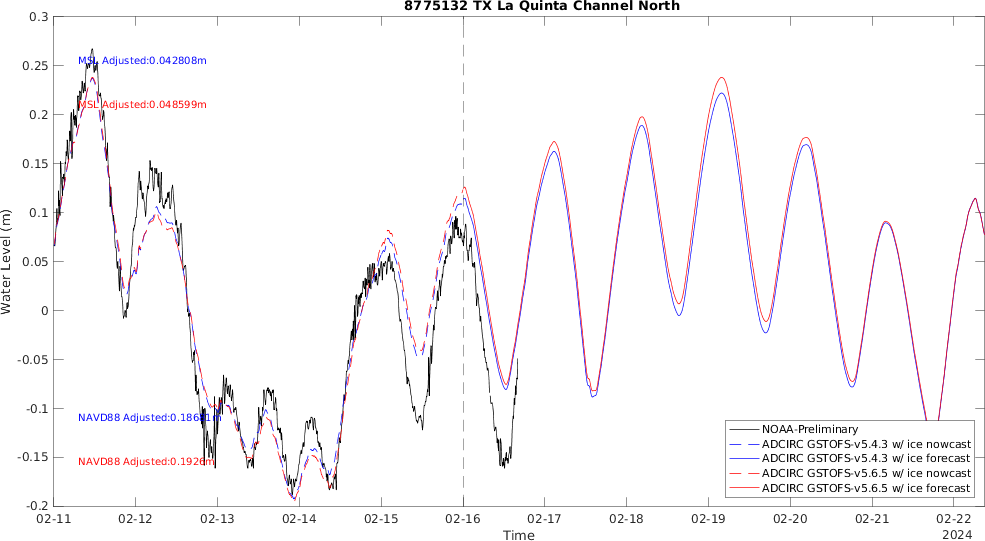 8775132 TX La Quinta Channel North
Water Level (m)
0.3
0.25
0.2
0.15
0.1
0.05
0
-0.05
-0.1
-0.15
-0.2
MSL Adjusted:0.042808m
MSL Adjusted:0.048599m
NAVD88
NAVD88 Adjusted:0.1926m
NOAA-Preliminary
ADCIRC GSTOFS-v5.4.3 w/ ice nowcast
ADCIRC GSTOFS-v5.4.3 w/ ice forecast
ADCIRC GSTOFS-v5.6.5 w/ ice nowcast
ADCIRC GSTOFS-v5.6.5 w/ ice forecast
02-11 02-12 02-13 02-14 02-15 02-16 02-17 02-18 02-19 02-20 02-21 02-22
Time
2024